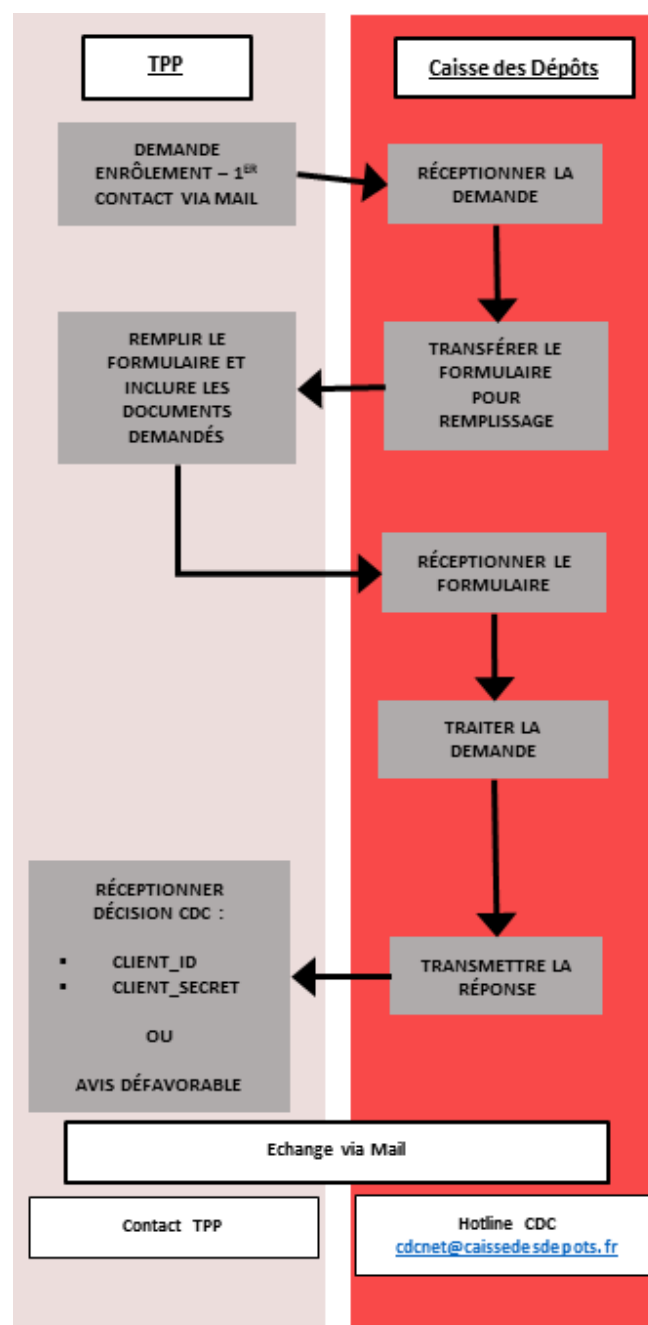 TPP
Caisse des Dépôts
DEMANDE
ENRÔLEMENT – 1ER
CONTACT VIA MAIL
RÉCEPTIONNER LA
DEMANDE
TRANSFÉRER LE
FORMULAIRE
POUR
REMPLISSAGE
REMPLIR LE
FORMULAIRE ET
INCLURE LES
DOCUMENTS
DEMANDÉS
RÉCEPTIONNER LE
FORMULAIRE
TRAITER LA
DEMANDE
TRANSMETTRE LA
RÉPONSE
RÉCEPTIONNER
DÉCISION CDC :
▪ CLIENT_ID
▪ CLIENT_SECRET
OU
AVIS DÉFAVORABLE
Echange via Mail
Contact TPP
Hotline CDC
cdcnet@caissedesdepots.fr